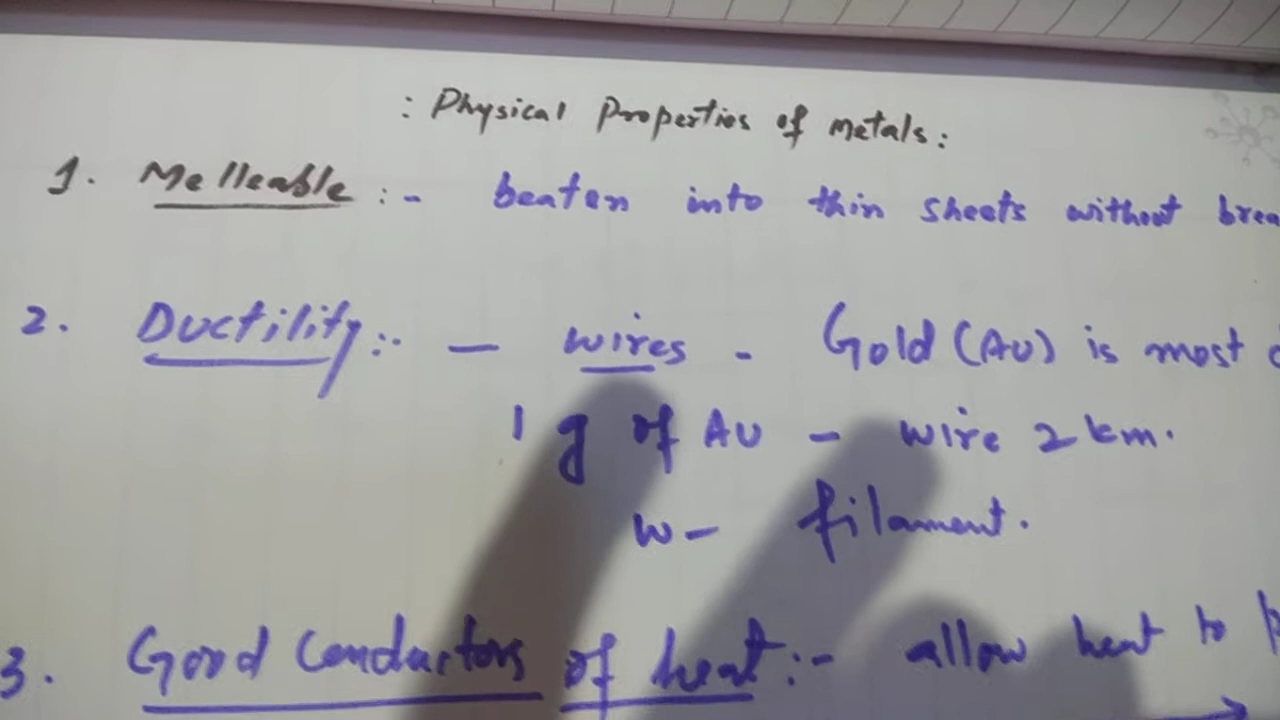 : Physical Properties of metals:
1. Melleable :- beaten into thin sheets without brea
2. Ductility:- — wires - Gold (AU) is most
1 g of AU - wire 2 km.
W- filament.
3. Good Conductors of heat:- allow heat to